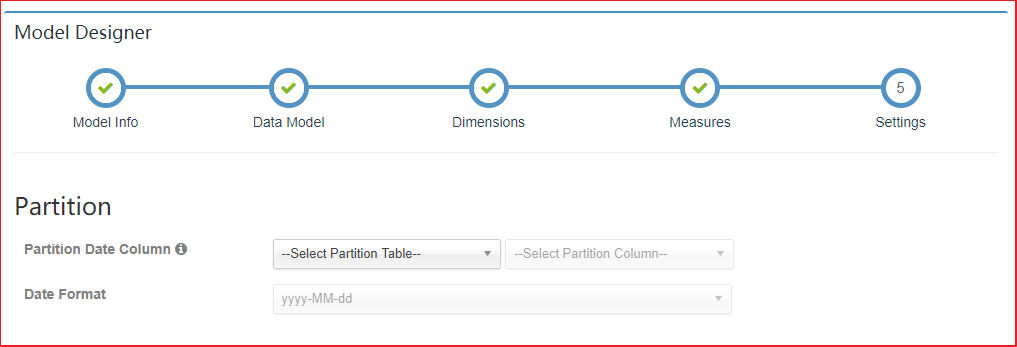 Model Designer
5
Model Info Data Model Dimensions Measures Settings
Partition
Partition Date Column --Select Partition Table-- --Select Partition Column--
Date Format yyyy-MM-dd